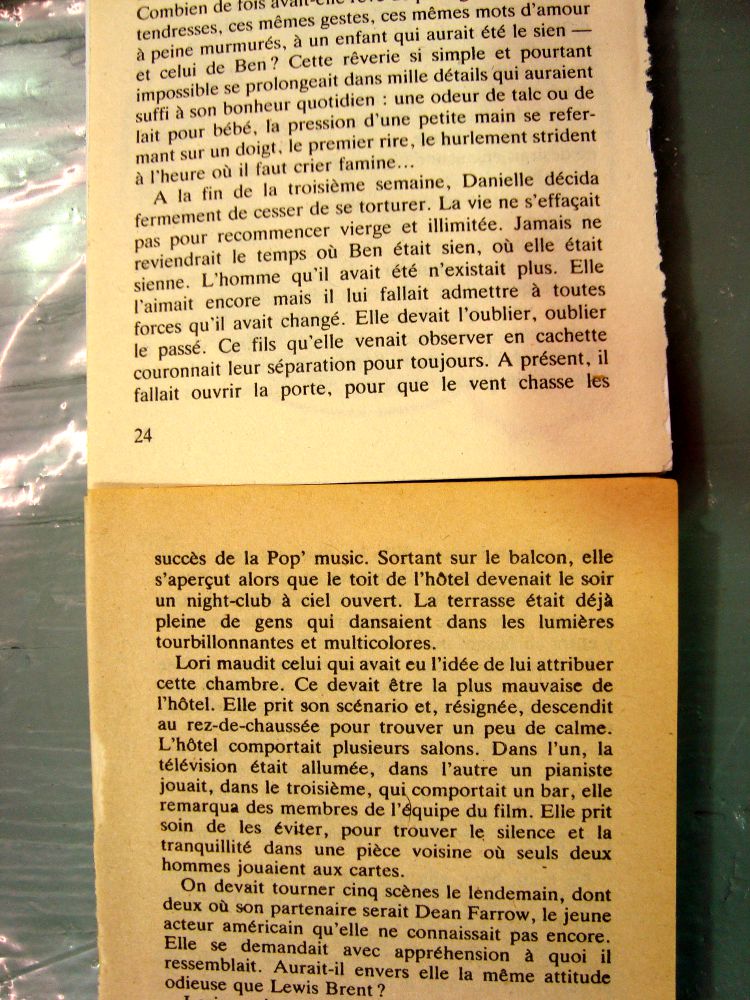 Combien de fois avait-elle rêvé de
tendresses, ces mêmes gestes, ces mêmes mots d'amour
à peine murmurés, à un enfant qui aurait été le sien —
et celui de Ben ? Cette rêverie si simple et pourtant
impossible se prolongeait dans mille détails qui auraient
suffi à son bonheur quotidien : une odeur de talc ou de
lait pour bébé, la pression d'une petite main se refer-
mant sur un doigt, le premier rire, le hurlement strident
à l'heure où il faut crier famine...
A la fin de la troisième semaine, Danielle décida
fermement de cesser de se torturer. La vie ne s'effaçait
pas pour recommencer vierge et illimitée. Jamais ne
reviendrait le temps où Ben était sien, où elle était
sienne. L'homme qu'il avait été n'existait plus. Elle
l'aimait encore mais il lui fallait admettre à toutes
forces qu'il avait changé. Elle devait l'oublier, oublier
le passé. Ce fils qu'elle venait observer en cachette
couronnait leur séparation pour toujours. A présent, il
fallait ouvrir la porte, pour que le vent chasse les
24
succès de la Pop' music. Sortant sur le balcon, elle
s'aperçut alors que le toit de l'hôtel devenait le soir
un night-club à ciel ouvert. La terrasse était déjà
pleine de gens qui dansaient dans les lumières
tourbillonnantes et multicolores.
Lori maudit celui qui avait eu l'idée de lui attribuer
cette chambre. Ce devait être la plus mauvaise de
l'hôtel. Elle prit son scénario et, résignée, descendit
au rez-de-chaussée pour trouver un peu de calme.
L'hôtel comportait plusieurs salons. Dans l'un, la
télévision était allumée, dans l'autre un pianiste
jouait, dans le troisième, qui comportait un bar, elle
remarqua des membres de l'équipe du film. Elle prit
soin de les éviter, pour trouver le silence et la
tranquillité dans une pièce voisine où seuls deux
hommes jouaient aux cartes.
On devait tourner cinq scènes le lendemain, dont
deux où son partenaire serait Dean Farrow, le jeune
acteur américain qu'elle ne connaissait pas encore.
Elle se demandait avec appréhension à quoi il
ressemblait. Aurait-il envers elle la même attitude
odieuse que Lewis Brent ?